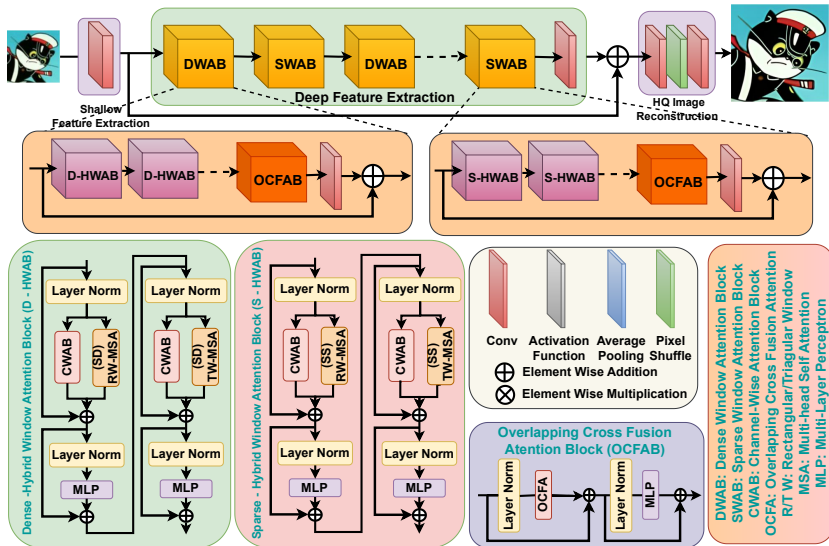 DWAB
SWAB
DWAB
SWAB
Deep Feature Extraction
Shallow
Feature Extraction
HQ Image
Reconstruction
D-HWAB
D-HWAB
OCFAB
S-HWAB
S-HWAB
OCFAB
Dense -Hybrid Window Attention Block (D - HWAB)
Layer Norm
CWAB
(SD)
RW-MSA
Layer Norm
MLP
Layer Norm
CWAB
(SD)
TW-MSA
Layer Norm
MLP
Sparse - Hybrid Window Attention Block (S - HWAB)
Layer Norm
CWAB
(SS)
RW-MSA
Layer Norm
MLP
Layer Norm
CWAB
(SS)
TW-MSA
Layer Norm
MLP
Conv
Activation
Function
Average
Pooling
Pixel
Shuffle
Element Wise Addition
Element Wise Multiplication
Overlapping Cross Fusion
Atention Block (OCFAB)
Layer Norm
OCFA
Layer Norm
MLP
DWAB: Dense Window Attention Block
SWAB: Sparse Window Attention Block
CWAB: Channel-Wise Attention Block
OCFA: Overlapping Cross Fusion Attention
R/T W: Rectangular/Triagular Window
MSA: Multi-head Self Attention
MLP: Multi-Layer Perceptron